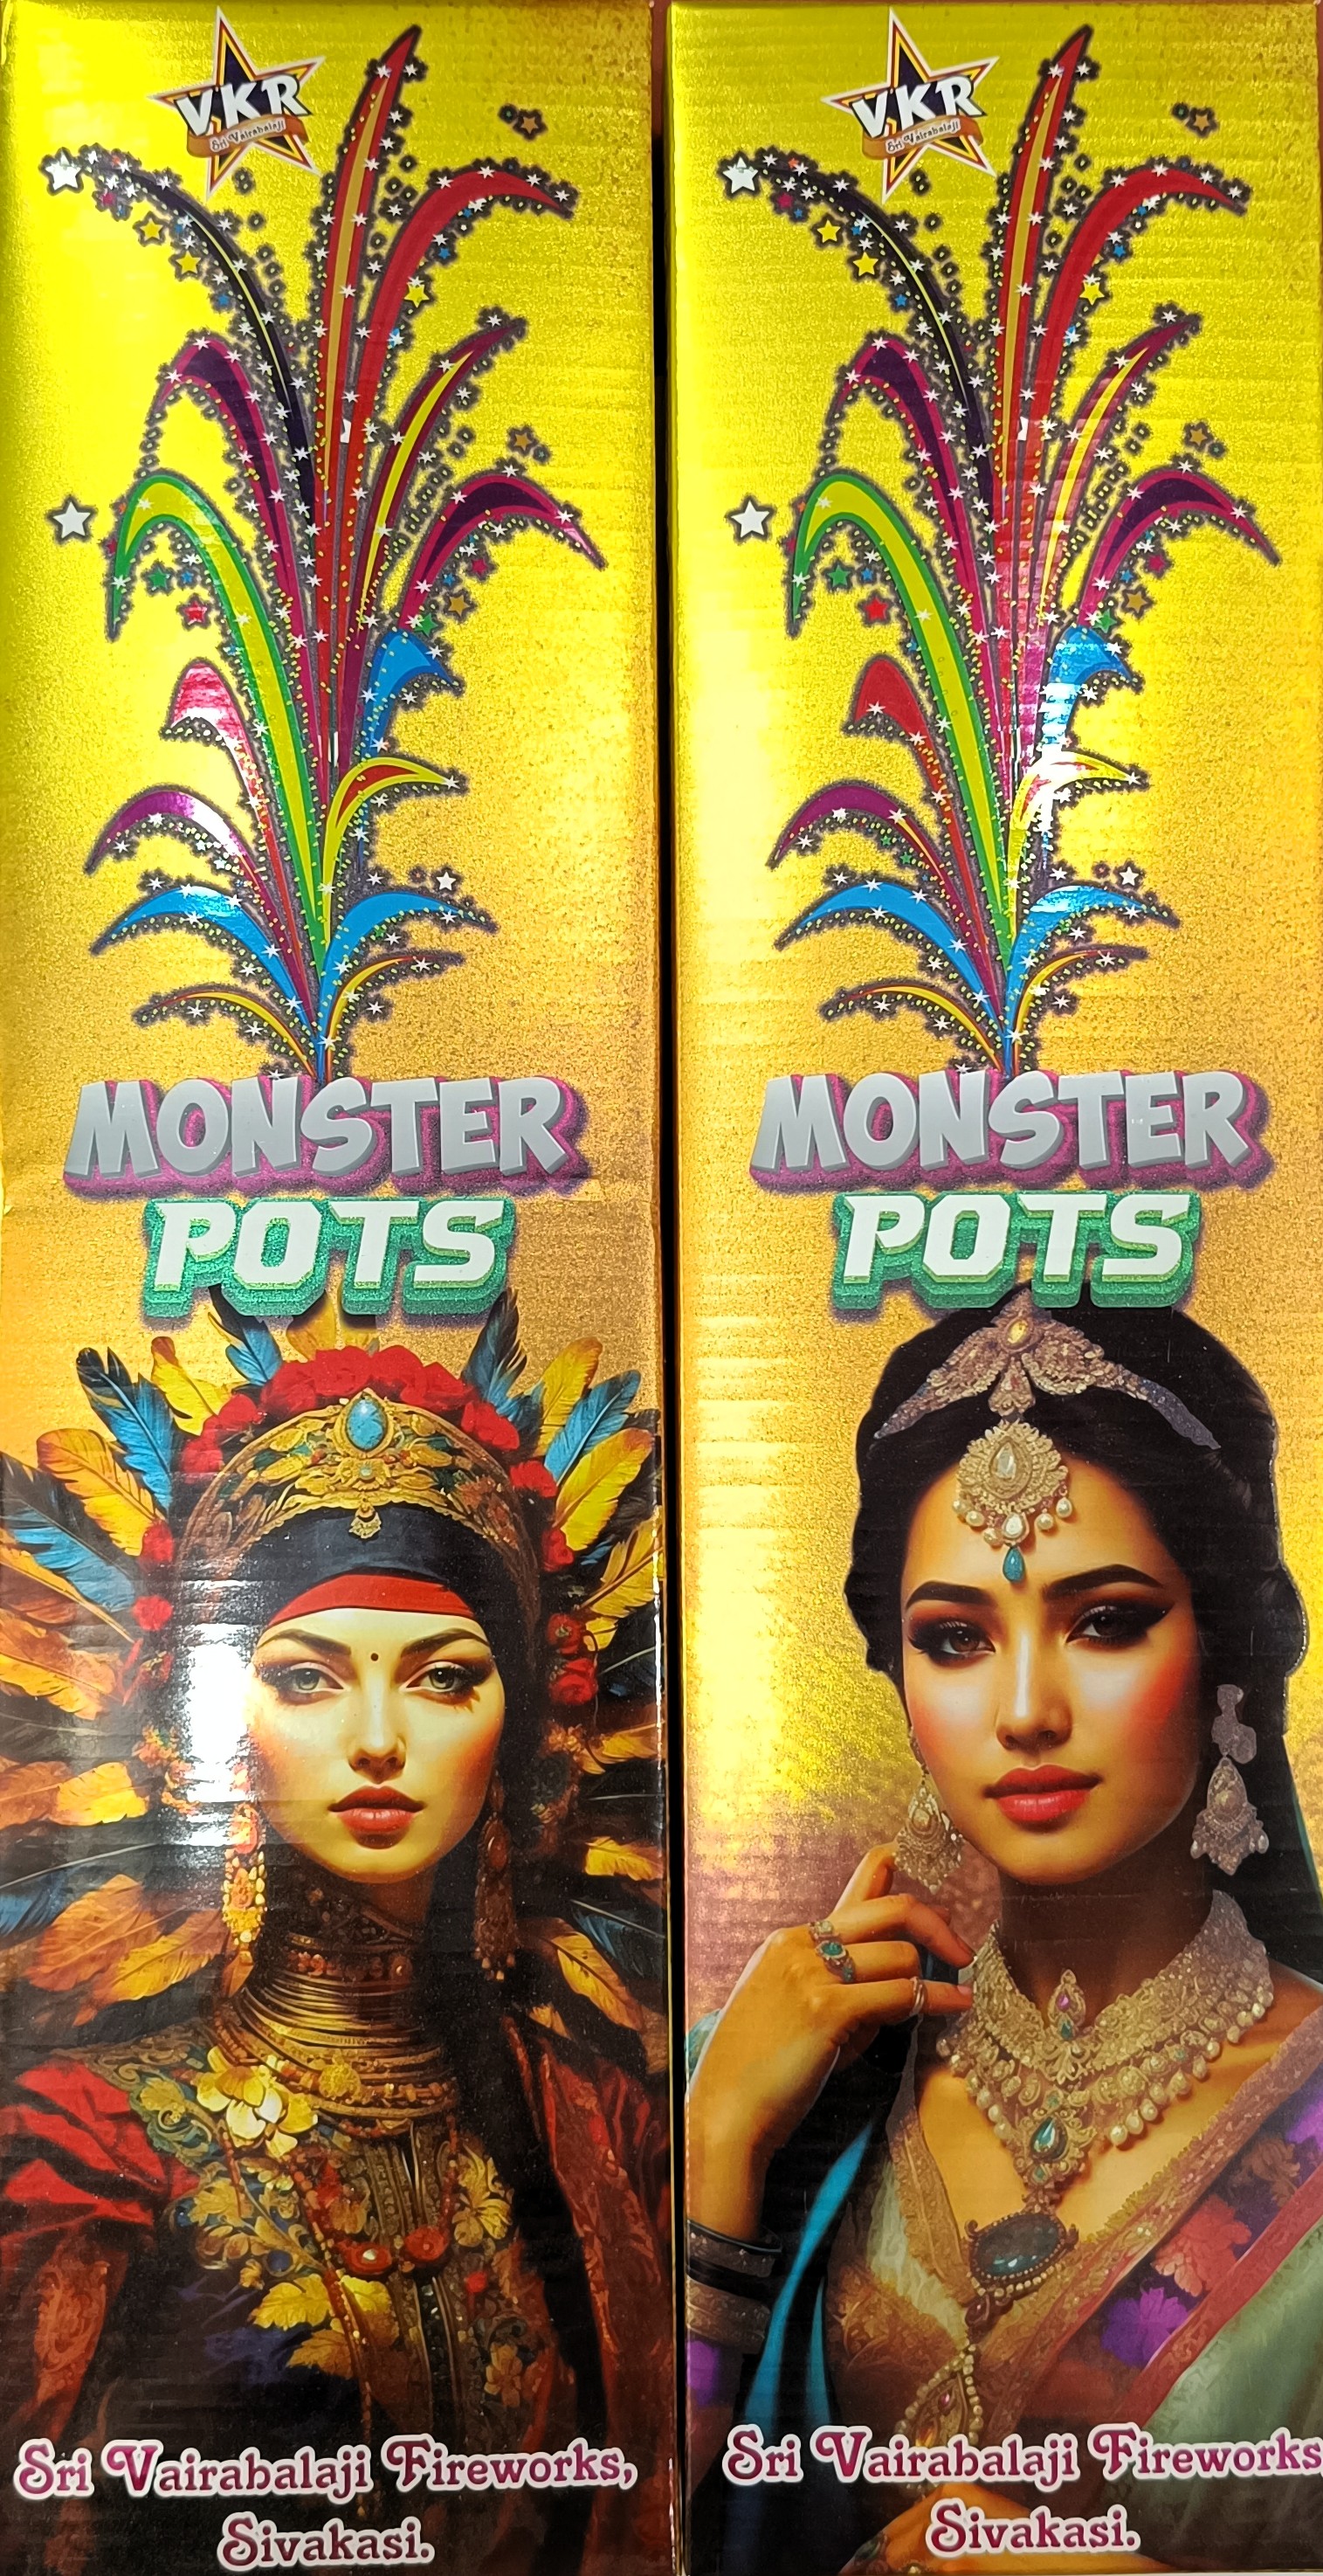 VKR
Sri Vairabalaji
MONSTER
POTS
Sri Vairabalaji Fireworks,
Sivakasi.
VKR
Sri Vairabalaji
MONSTER
POTS
Sri Vairabalaji Fireworks
Sivakasi.